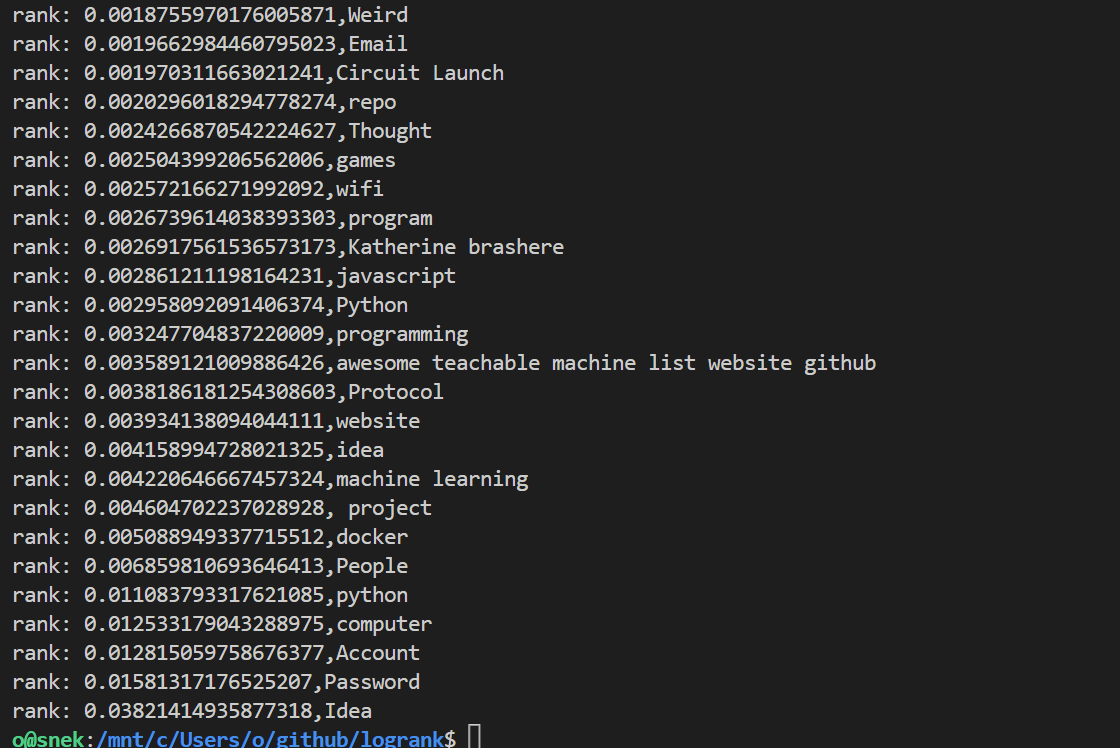 rank: 0.0018755970176005871,Weird
rank: 0.0019662984460795023,Email
rank: 0.001970311663021241,Circuit Launch
rank: 0.0020296018294778274,repo
rank: 0.0024266870542224627,Thought
rank: 0.002504399206562006,games
rank: 0.002572166271992092,wifi
rank: 0.0026739614038393303,program
rank: 0.0026917561536573173,Katherine brashere
rank: 0.002861211198164231,javascript
rank: 0.002958092091406374,Python
rank: 0.003247704837220009,programming
rank: 0.003589121009886426,awesome teachable machine list website github
rank: 0.0038186181254308603,Protocol
rank: 0.003934138094044111,website
rank: 0.004158994728021325,idea
rank: 0.004220646667457324,machine learning
rank: 0.004604702237028928, project
rank: 0.005088949337715512,docker
rank: 0.006859810693646413,People
rank: 0.011083793317621085,python
rank: 0.012533179043288975,computer
rank: 0.012815059758676377,Account
rank: 0.01581317176525207,Password
rank: 0.03821414935877318,Idea
o@snek:/mnt/c/Users/o/github/logrank$